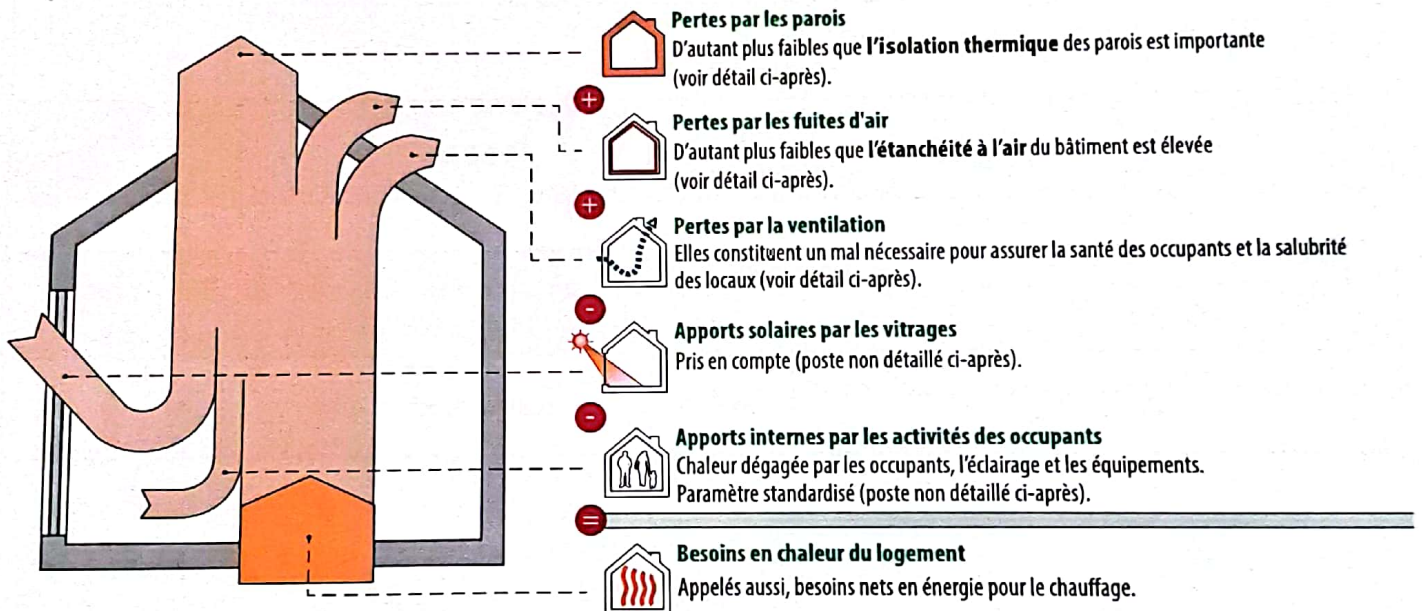 Pertes par les parois
D'autant plus faibles que l'isolation thermique des parois est importante
(voir détail ci-après).
+
Pertes par les fuites d'air
D'autant plus faibles que l'étanchéité à l'air du bâtiment est élevée
(voir détail ci-après).
+
Pertes par la ventilation
Elles constituent un mal nécessaire pour assurer la santé des occupants et la salubrité
des locaux (voir détail ci-après).
-
Apports solaires par les vitrages
Pris en compte (poste non détaillé ci-après).
-
Apports internes par les activités des occupants
Chaleur dégagée par les occupants, l'éclairage et les équipements.
Paramètre standardisé (poste non détaillé ci-après).
=
Besoins en chaleur du logement
Appelés aussi, besoins nets en énergie pour le chauffage.